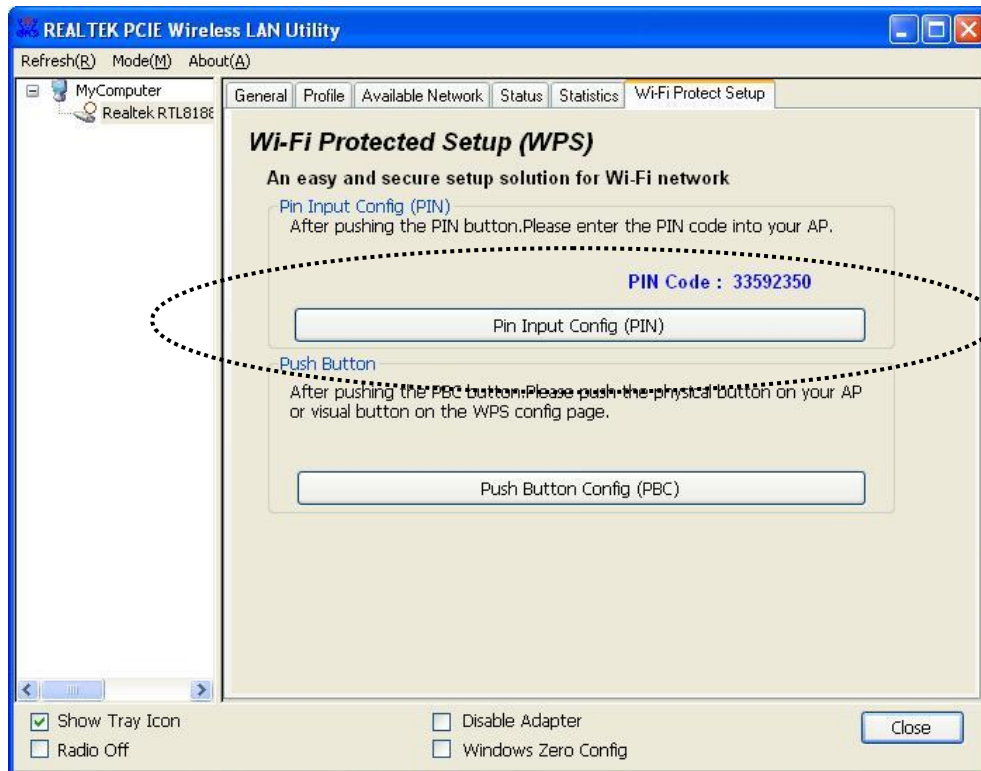 REALTEK PCIE Wireless LAN Utility
Refresh(R) Mode(M) About(A)
MyComputer
Realtek RTL8188
General Profile Available Network Status Statistics Wi-Fi Protect Setup
Wi-Fi Protected Setup (WPS)
An easy and secure setup solution for Wi-Fi network
Pin Input Config (PIN)
After pushing the PIN button.Please enter the PIN code into your AP.
PIN Code : 33592350
Pin Input Config (PIN)
Push Button
After pushing the PBC button.Please push the physical button on your AP
or visual button on the WPS config page.
Push Button Config (PBC)
Show Tray Icon
Disable Adapter
Close
Radio Off
Windows Zero Config